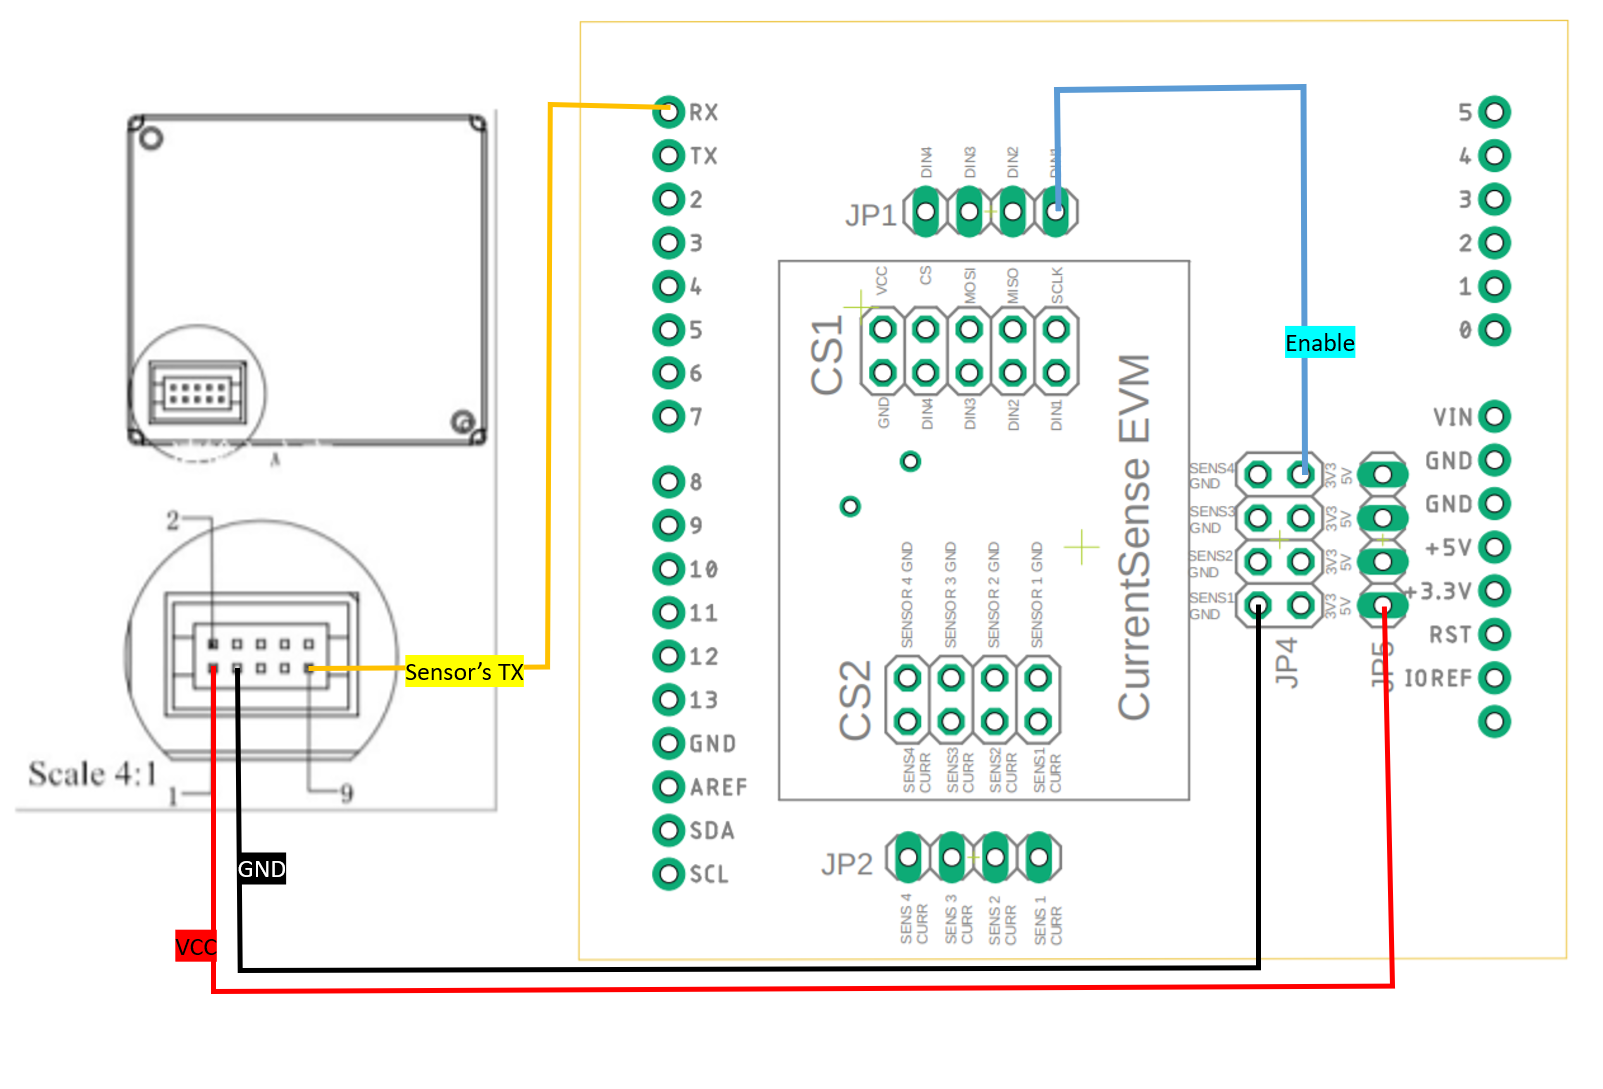 A
2
Scale 4:1
1
9
Sensor's TX
GND
VCC
RX
TX
2
3
4
5
6
7
8
9
10
11
12
13
GND
AREF
SDA
SCL
DIN4
DIN3
DIN2
DIN1
JP1
VCC
CS
MOSI
MISO
SCLK
CS1
GND
DIN4
DIN3
DIN2
DIN1
CurrentSense EVM
SENSOR 4 GND
SENSOR 3 GND
SENSOR 2 GND
SENSOR 1 GND
CS2
SENS4
CURR
SENS3
CURR
SENS2
CURR
SENS1
CURR
JP2
SENS 4
CURR
SENS 3
CURR
SENS 2
CURR
SENS 1
CURR
Enable
SENS4
GND
3V3
5V
SENS3
GND
3V3
5V
SENS2
GND
3V3
5V
SENS1
GND
3V3
5V
JP4
JP5
5
4
3
2
1
0
VIN
GND
GND
+5V
+3.3V
RST
IOREF